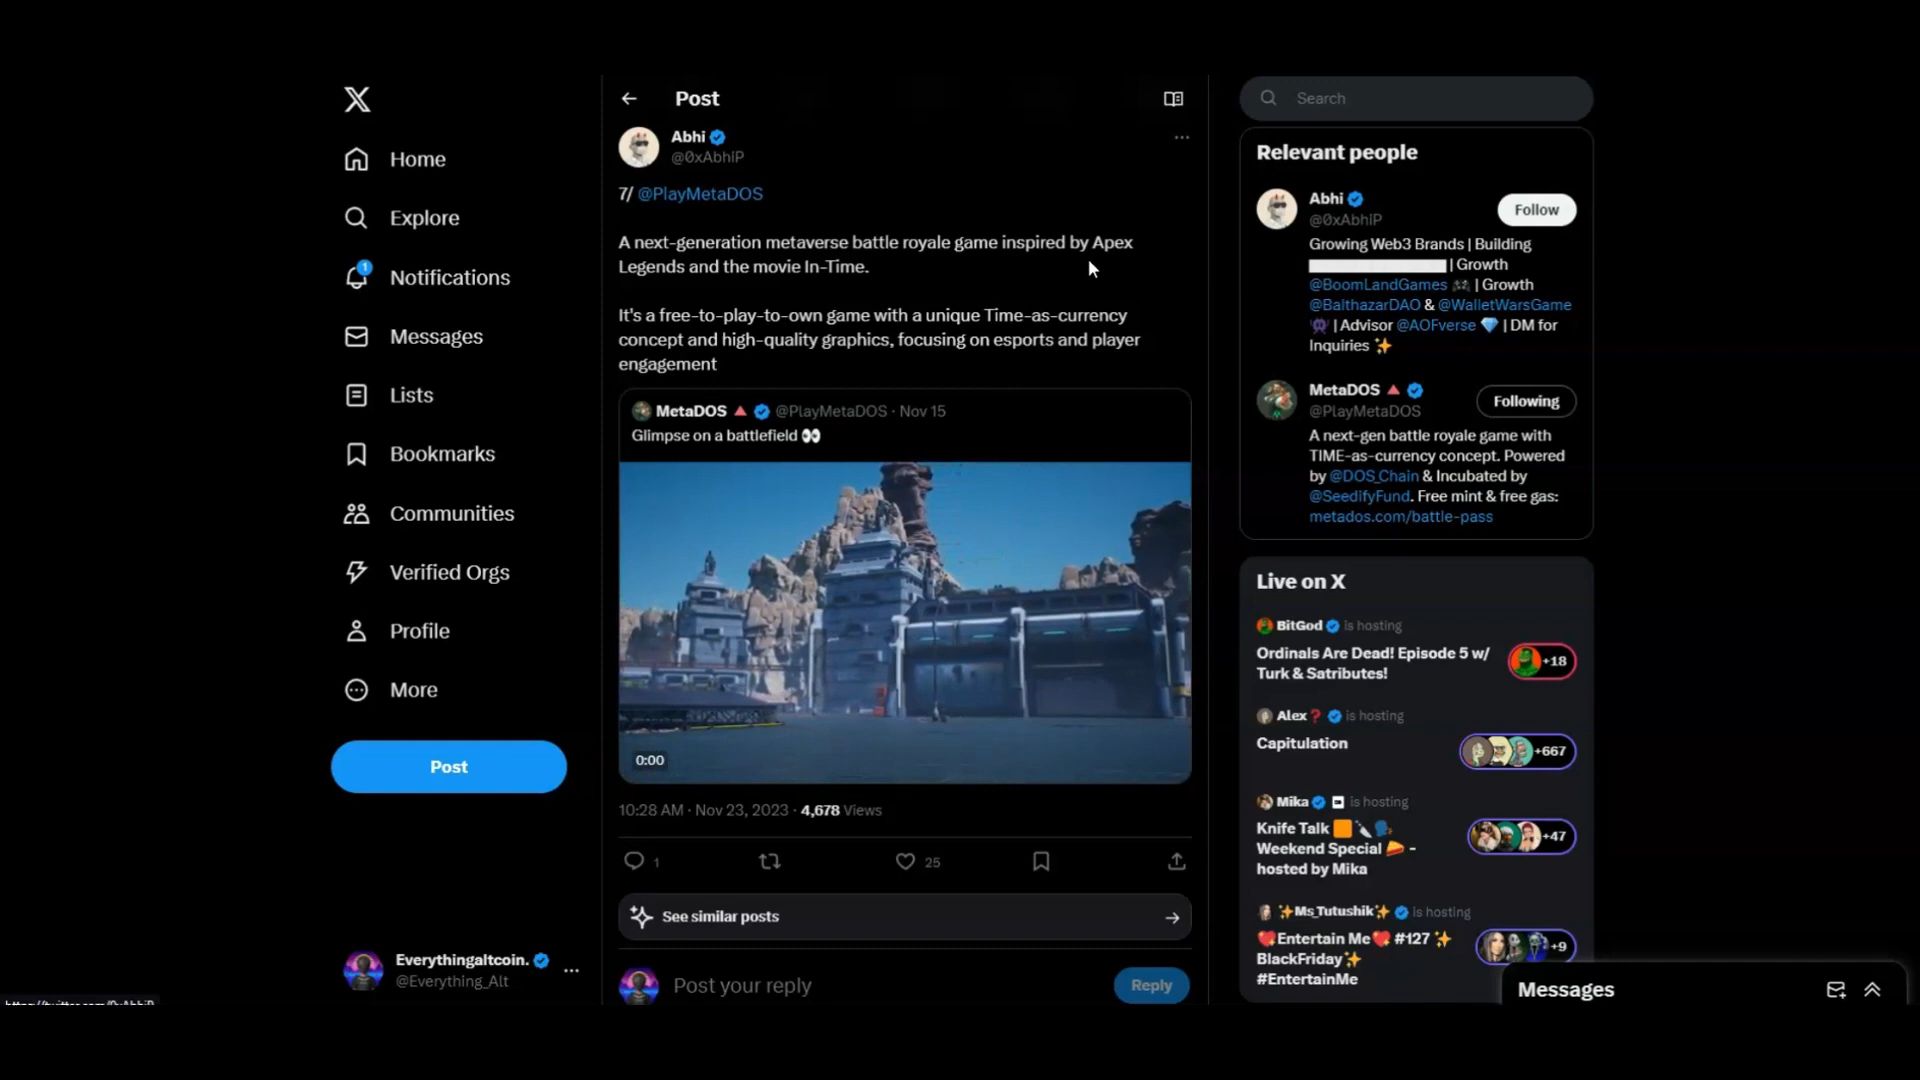 X
Home
Explore
1
Notifications
Messages
Lists
Bookmarks
Communities
Verified Orgs
Profile
More
Post
Everythingaltcoin.
@Everything_Alt
Post
Abhi
@0xAbhiP
7/ @PlayMetaDOS
A next-generation metaverse battle royale game inspired by Apex
Legends and the movie In-Time.
It's a free-to-play-to-own game with a unique Time-as-currency
concept and high-quality graphics, focusing on esports and player
engagement
MetaDOS 🔺 @PlayMetaDOS · Nov 15
Glimpse on a battlefield 👀
0:00
10:28 AM · Nov 23, 2023 · 4,678 Views
1
25
See similar posts
Post your reply
Reply
Search
Relevant people
Abhi
@0xAbhiP
Follow
Growing Web3 Brands | Building
| Growth
@BoomLandGames 🎮 | Growth
@BalthazarDAO & @WalletWarsGame
👾 | Advisor @AOFverse 💎 | DM for
Inquiries ✨
MetaDOS 🔺
@PlayMetaDOS
Following
A next-gen battle royale game with
TIME-as-currency concept. Powered
by @DOS_Chain & Incubated by
@SeedifyFund. Free mint & free gas:
metados.com/battle-pass
Live on X
BitGod is hosting
Ordinals Are Dead! Episode 5 w/
Turk & Satributes!
+18
Alex❓ is hosting
Capitulation
+667
Mika is hosting
Knife Talk 🟧🔪🗣
Weekend Special 🍰 -
hosted by Mika
+47
✨Ms_Tutushik✨ is hosting
💖Entertain Me💖 #127 ✨
BlackFriday✨
#EntertainMe
+9
Messages